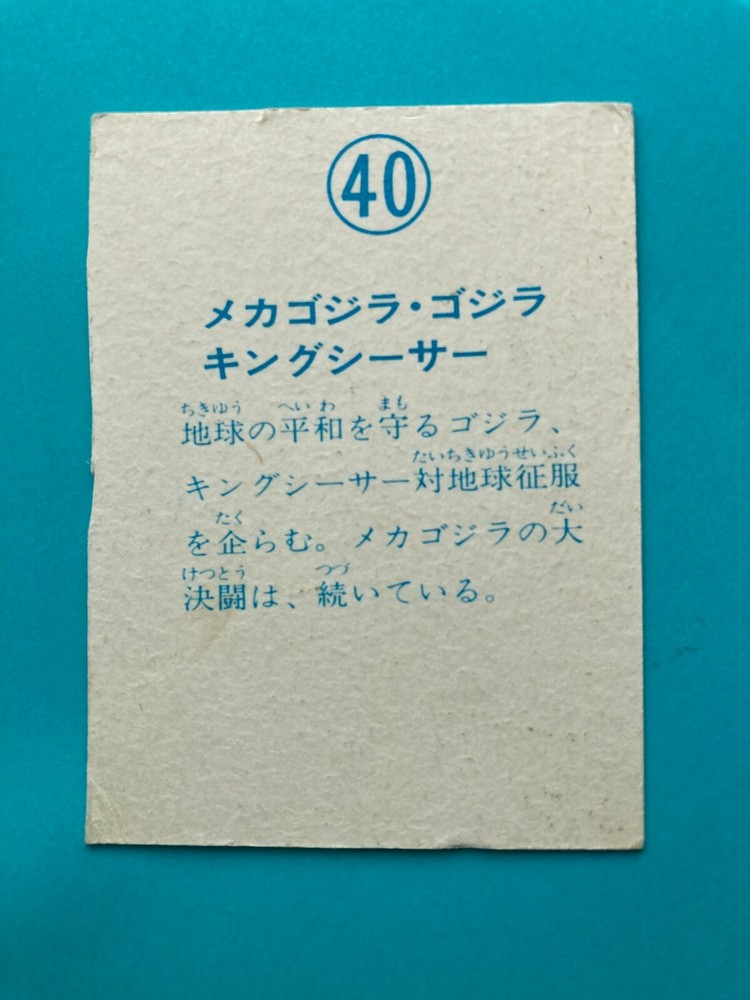 40
メカゴジラ・ゴジラ
キングシーサー
ちきゆう へいわ まも
地球の平和を守るゴジラ、
たいちきゆうせいふく
キングシーサー対地球征服
たく だい
を企らむ。メカゴジラの大
けつとう つづ
決闘は、続いている。